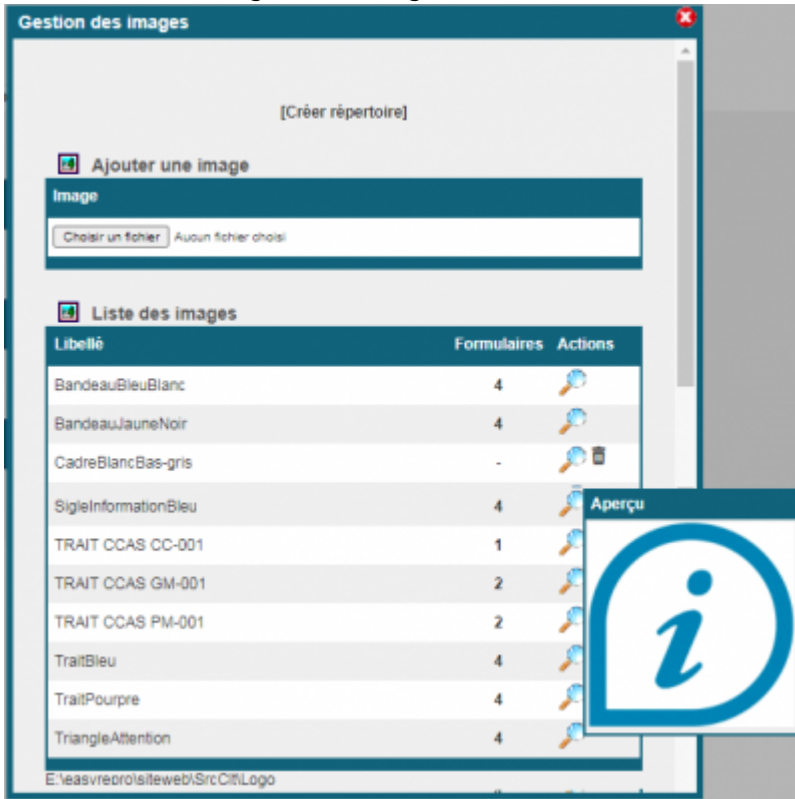 Gestion des images
[Créer répertoire]
Ajouter une image
Image
Choisir un fichier Aucun fichier choisi
Liste des images
Libellé Formulaires Actions
BandeauBleuBlanc 4
BandeauJauneNoir 4
CadreBlancBas-gris -
SigleInformationBleu 4
Aperçu
TRAIT CCAS CC-001 1
TRAIT CCAS GM-001 2
TRAIT CCAS PM-001 2
TraitBleu 4
TraitPourpre 4
TriangleAttention 4
E:\easyrepro\siteweb\SrcClt\Logo